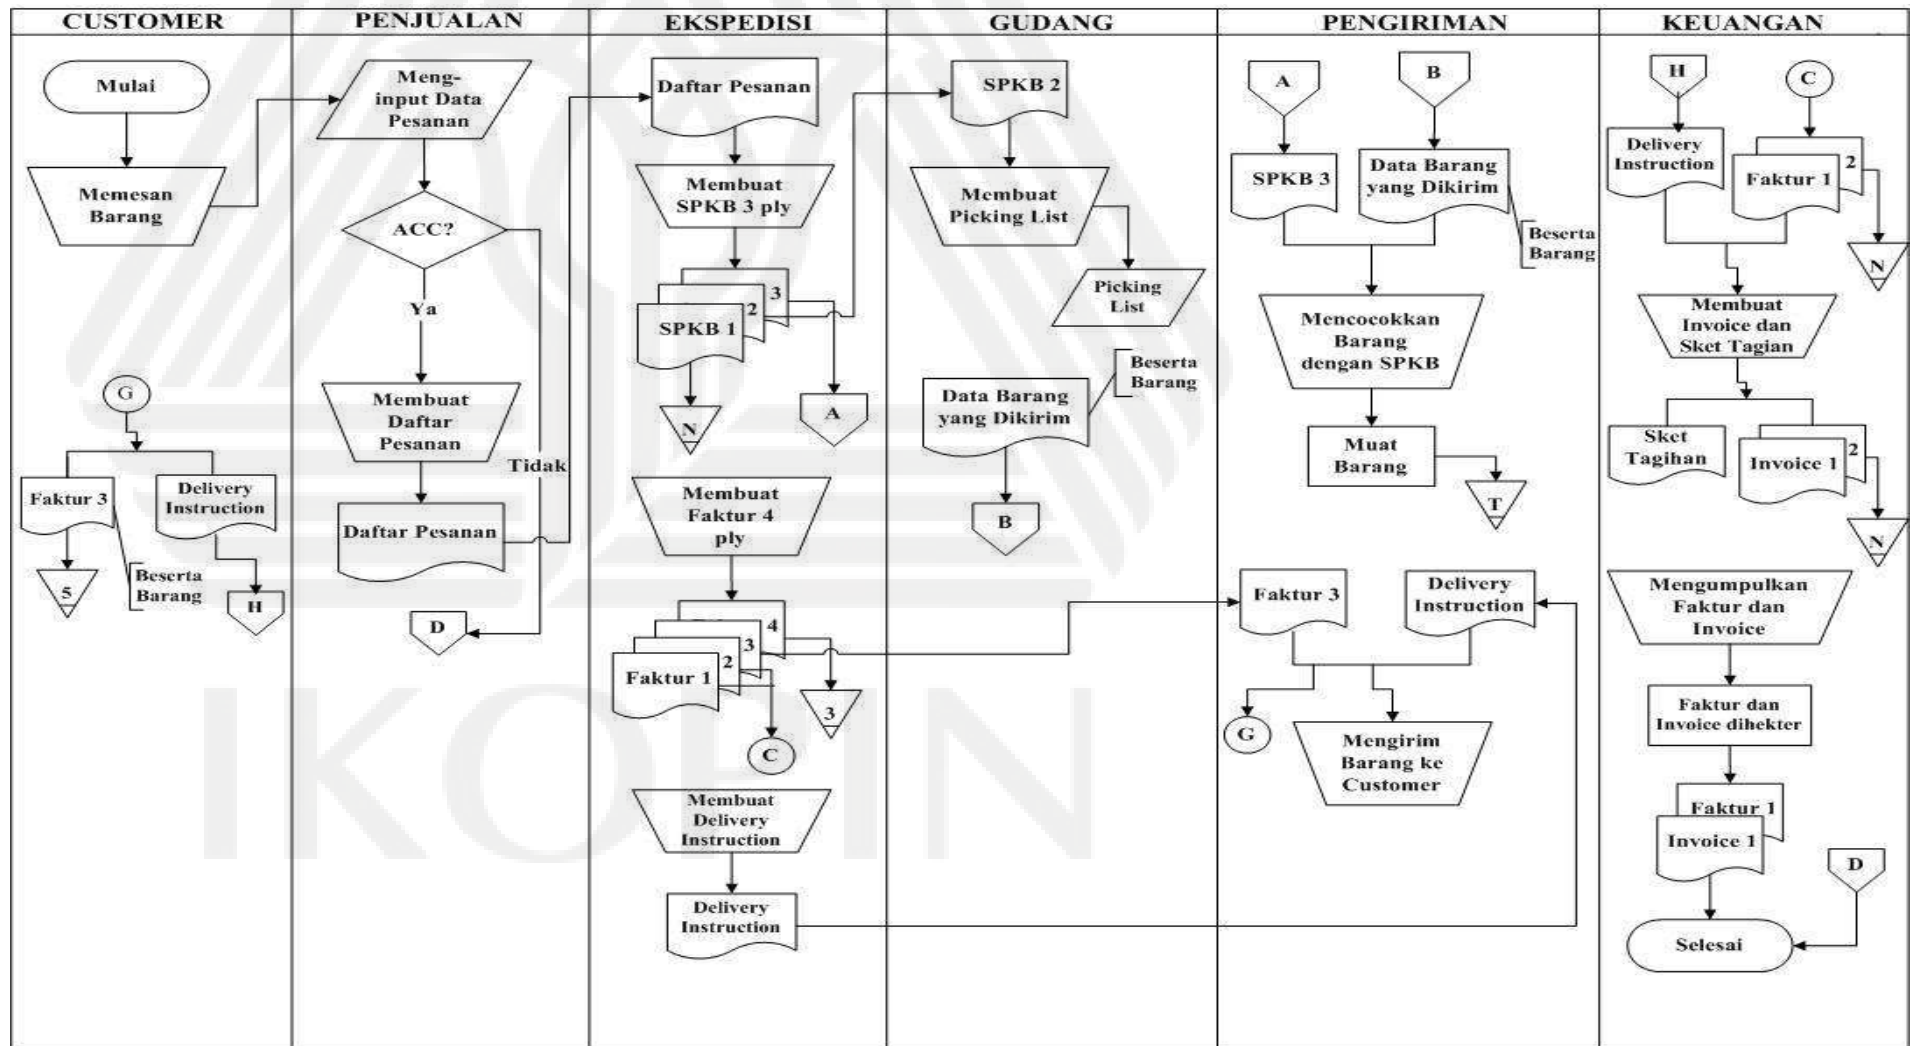 CUSTOMER
Mulai
Memesan
Barang
G
Faktur 3
Delivery
Instruction
5
Beserta
Barang
H
PENJUALAN
Meng-
input Data
Pesanan
ACC?
Ya
Membuat
Daftar
Pesanan
Tidak
Daftar Pesanan
D
EKSPEDISI
Daftar Pesanan
Membuat
SPKB 3 ply
3
2
SPKB 1
N
A
Membuat
Faktur 4
ply
4
3
2
Faktur 1
3
C
Membuat
Delivery
Instruction
Delivery
Instruction
GUDANG
SPKB 2
Membuat
Picking List
Picking
List
Beserta
Barang
Data Barang
yang Dikirim
B
PENGIRIMAN
A
B
SPKB 3
Data Barang
yang Dikirim
Beserta
Barang
Mencocokkan
Barang
dengan SPKB
Muat
Barang
T
Faktur 3
Delivery
Instruction
G
Mengirim
Barang ke
Customer
KEUANGAN
H
C
Delivery
Instruction
2
Faktur 1
N
Membuat
Invoice dan
Sket Tagian
Sket
Tagihan
2
Invoice 1
N
Mengumpulkan
Faktur dan
Invoice
Faktur dan
Invoice dihekter
Faktur 1
Invoice 1
D
Selesai
IKOPIN